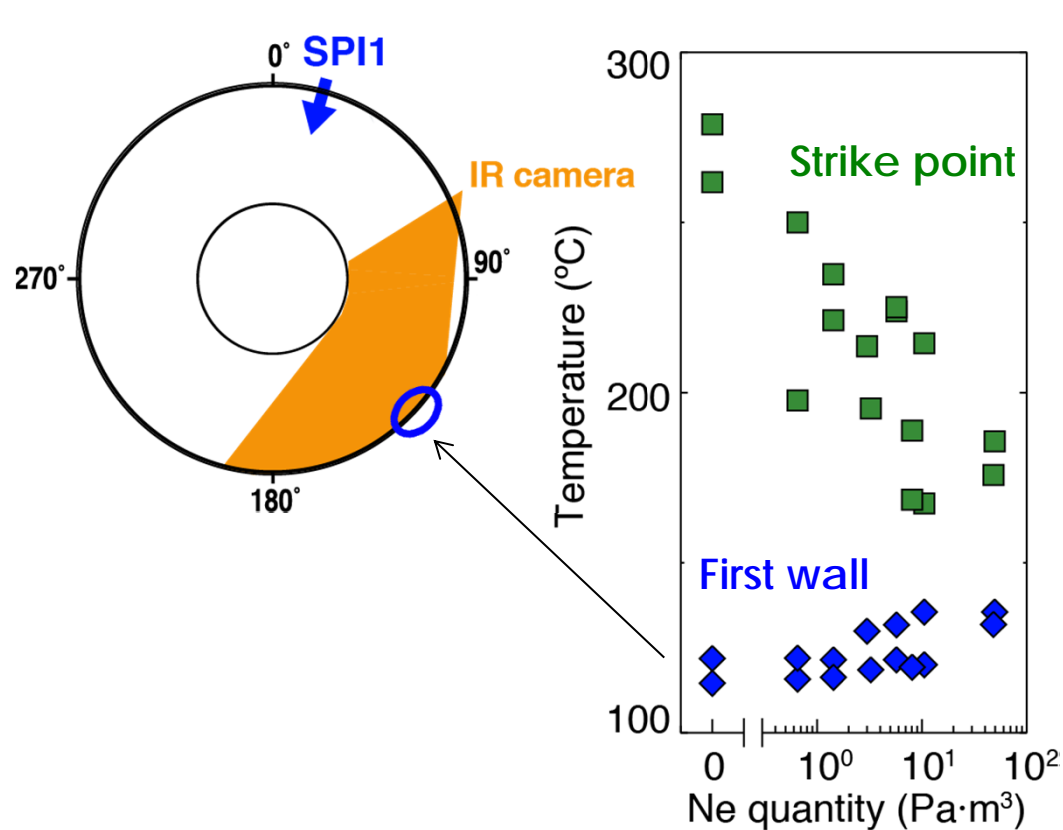 0° SPI1
IR camera
270°
90°
180°
Temperature (ºC)
300
200
100
Strike point
First wall
0 10⁰ 10¹ 10²
Ne quantity (Pa·m³)